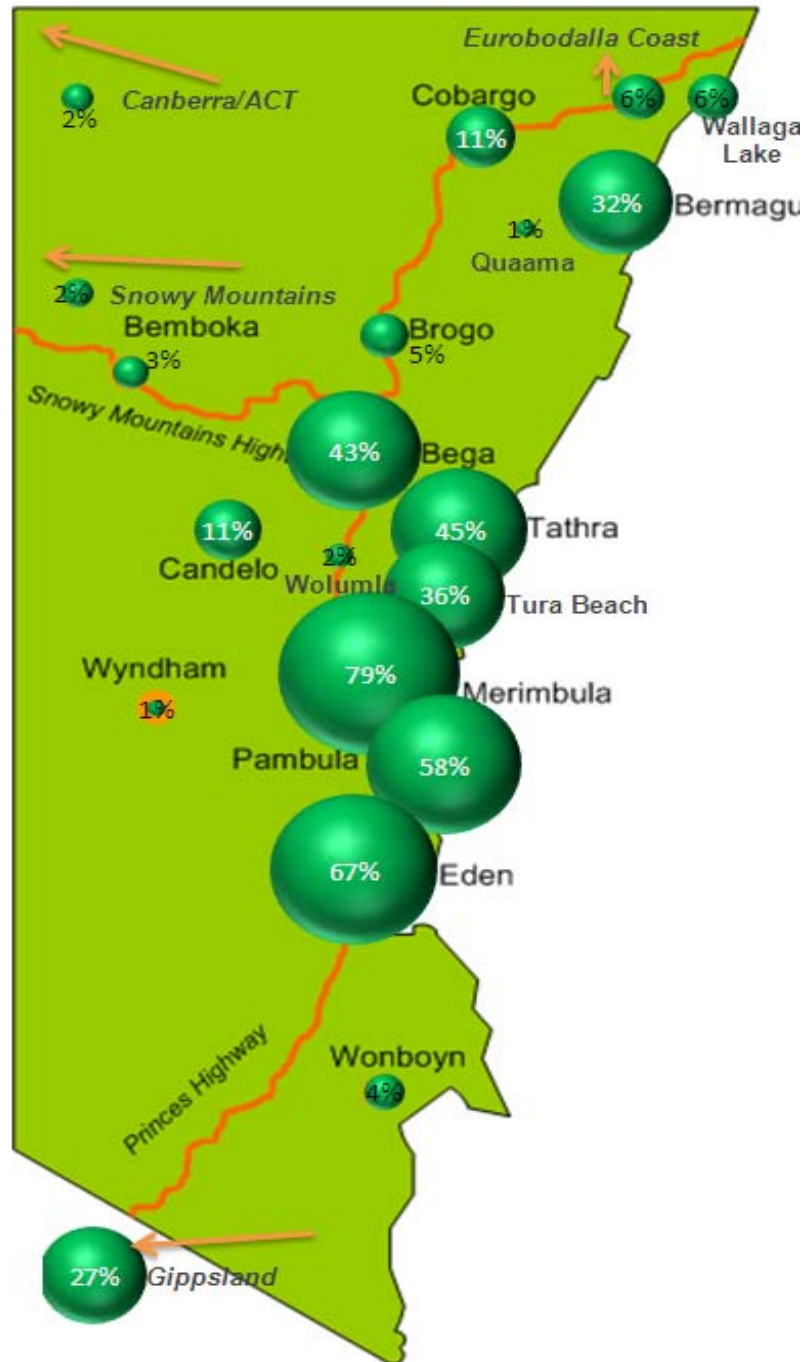 Eurobodalla Coast
Canberra/ACT
2%
Cobargo
11%
6%
6%
Wallaga
Lake
32%
Bermagu
1%
Quaama
2%
Snowy Mountains
Bemboka
3%
Brogo
5%
Snowy Mountains High
43%
Bega
45%
Tathra
11%
Candelo
2%
Wolumla
36%
Tura Beach
Wyndham
1%
79%
Merimbula
Pambula
58%
67%
Eden
Princes Highway
Wonboyn
4%
27%
Gippsland